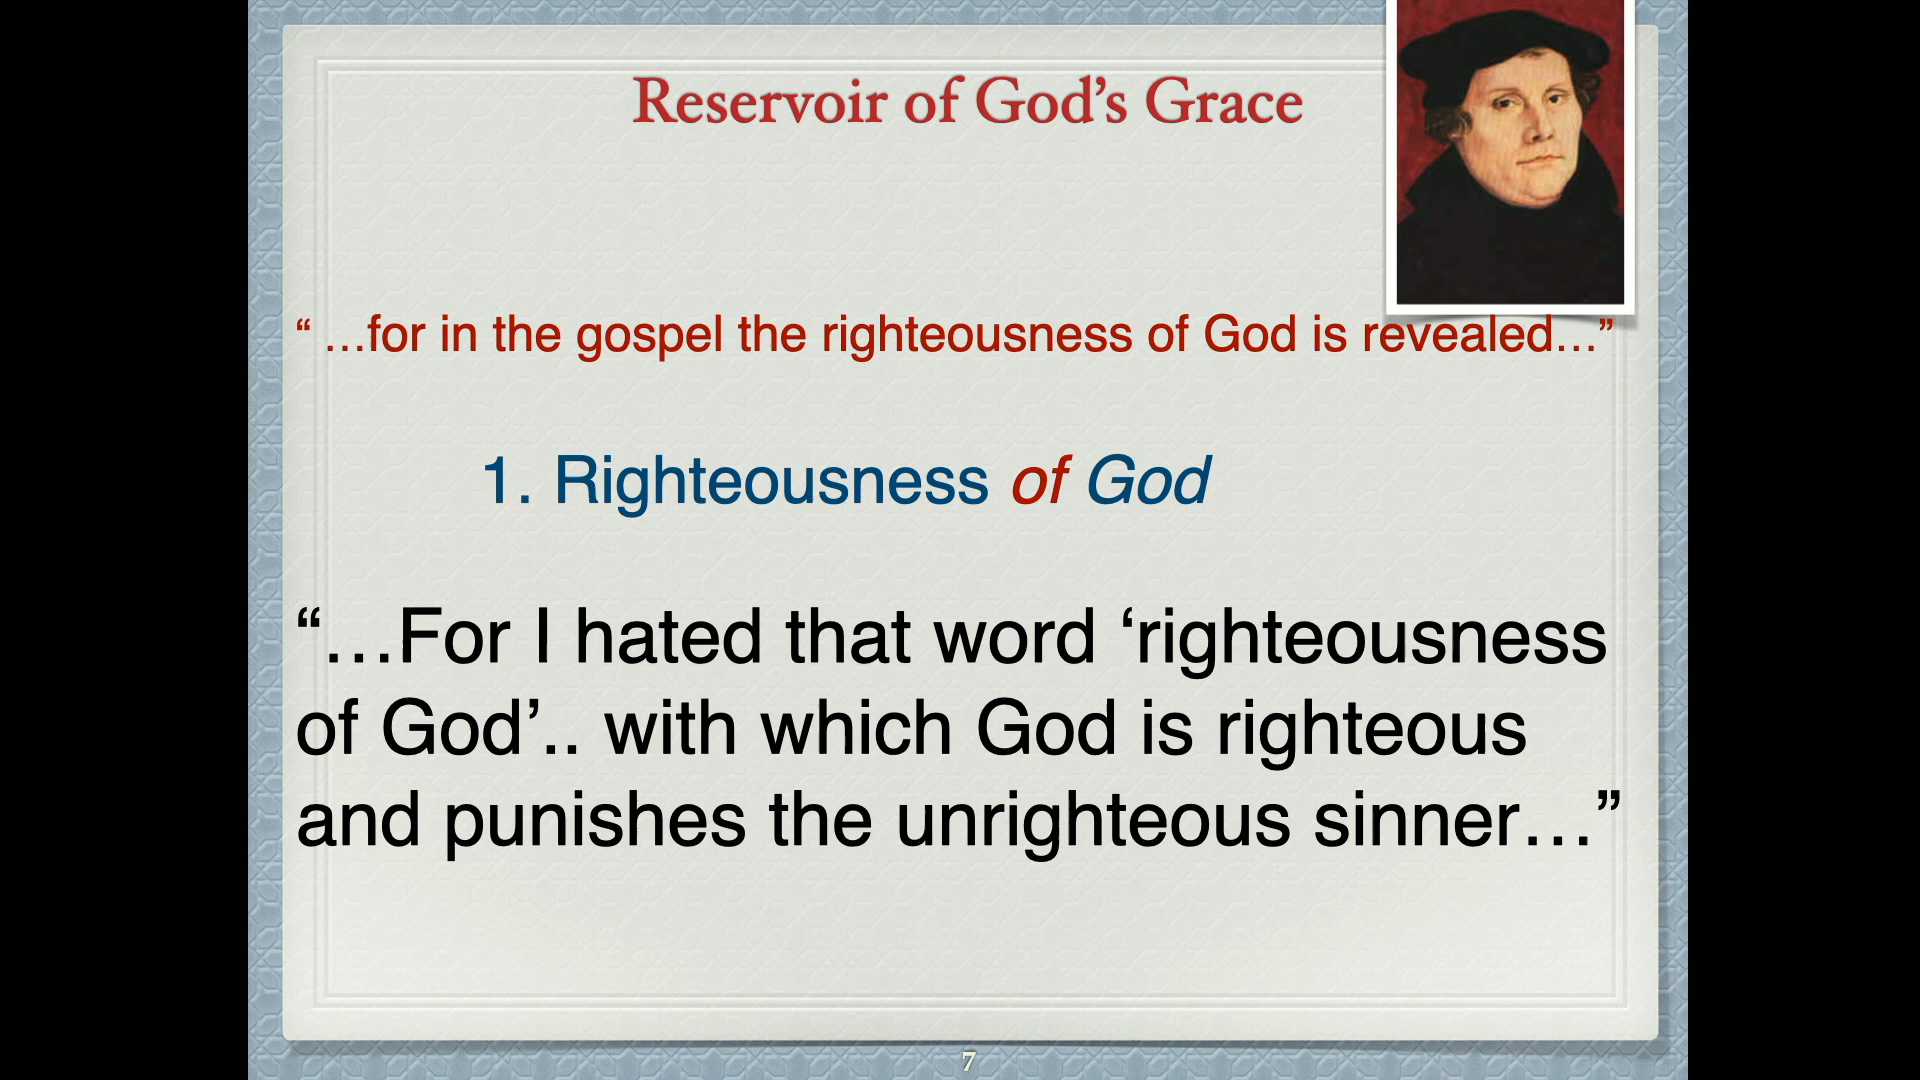 Reservoir of God’s Grace
“ …for in the gospel the righteousness of God is revealed…”
1. Righteousness of God
“…For I hated that word ‘righteousness
of God’.. with which God is righteous
and punishes the unrighteous sinner…”
7